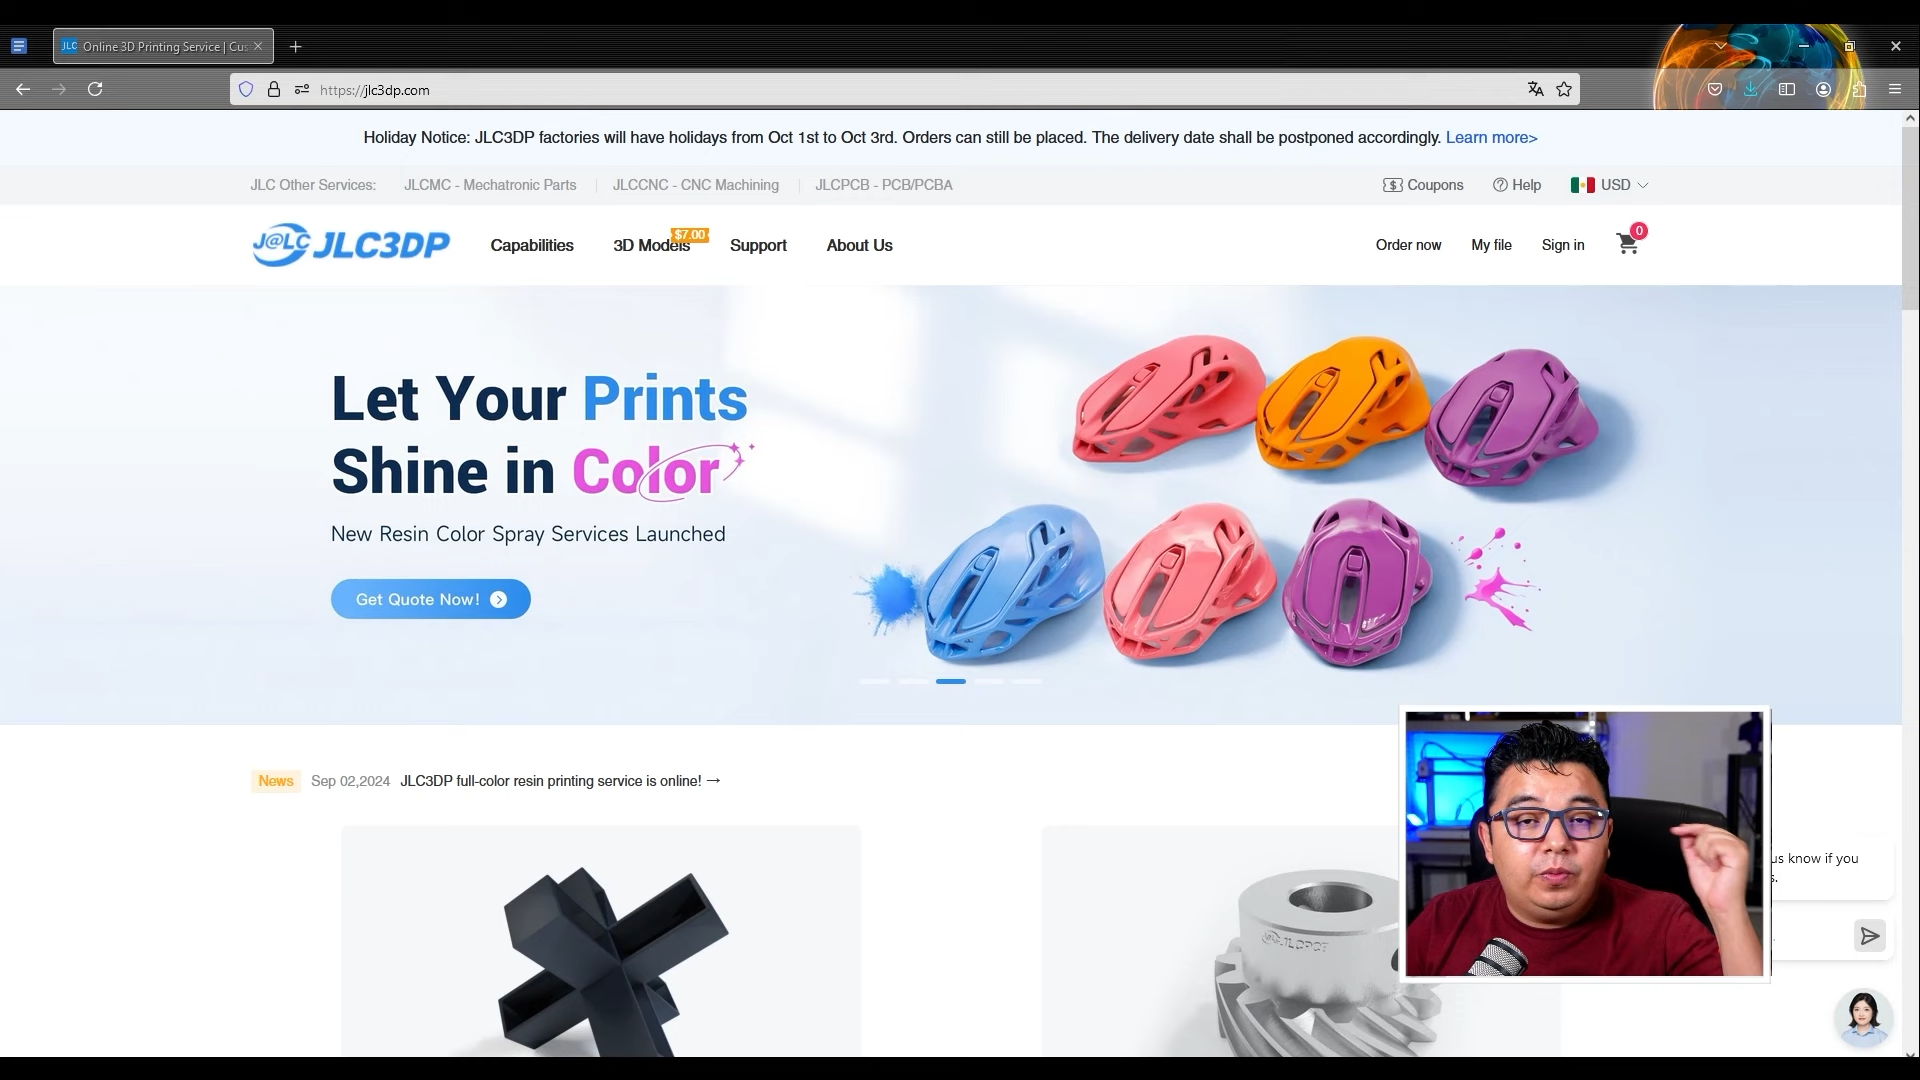 JLC Online 3D Printing Service | Cus
https://jlc3dp.com
Holiday Notice: JLC3DP factories will have holidays from Oct 1st to Oct 3rd. Orders can still be placed. The delivery date shall be postponed accordingly. Learn more>
JLC Other Services: JLCMC - Mechatronic Parts JLCCNC - CNC Machining JLCPCB - PCB/PCBA
Coupons Help USD
J@LC JLC3DP
Capabilities 3D Models $7.00 Support About Us
Order now My file Sign in 0
Let Your Prints
Shine in Color
New Resin Color Spray Services Launched
Get Quote Now!
News Sep 02,2024 JLC3DP full-color resin printing service is online! →
JLCPCB
us know if you
s.